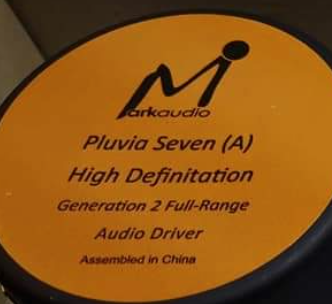 Markaudio
Pluvia Seven (A)
High Definitation
Generation 2 Full-Range
Audio Driver
Assembled in China